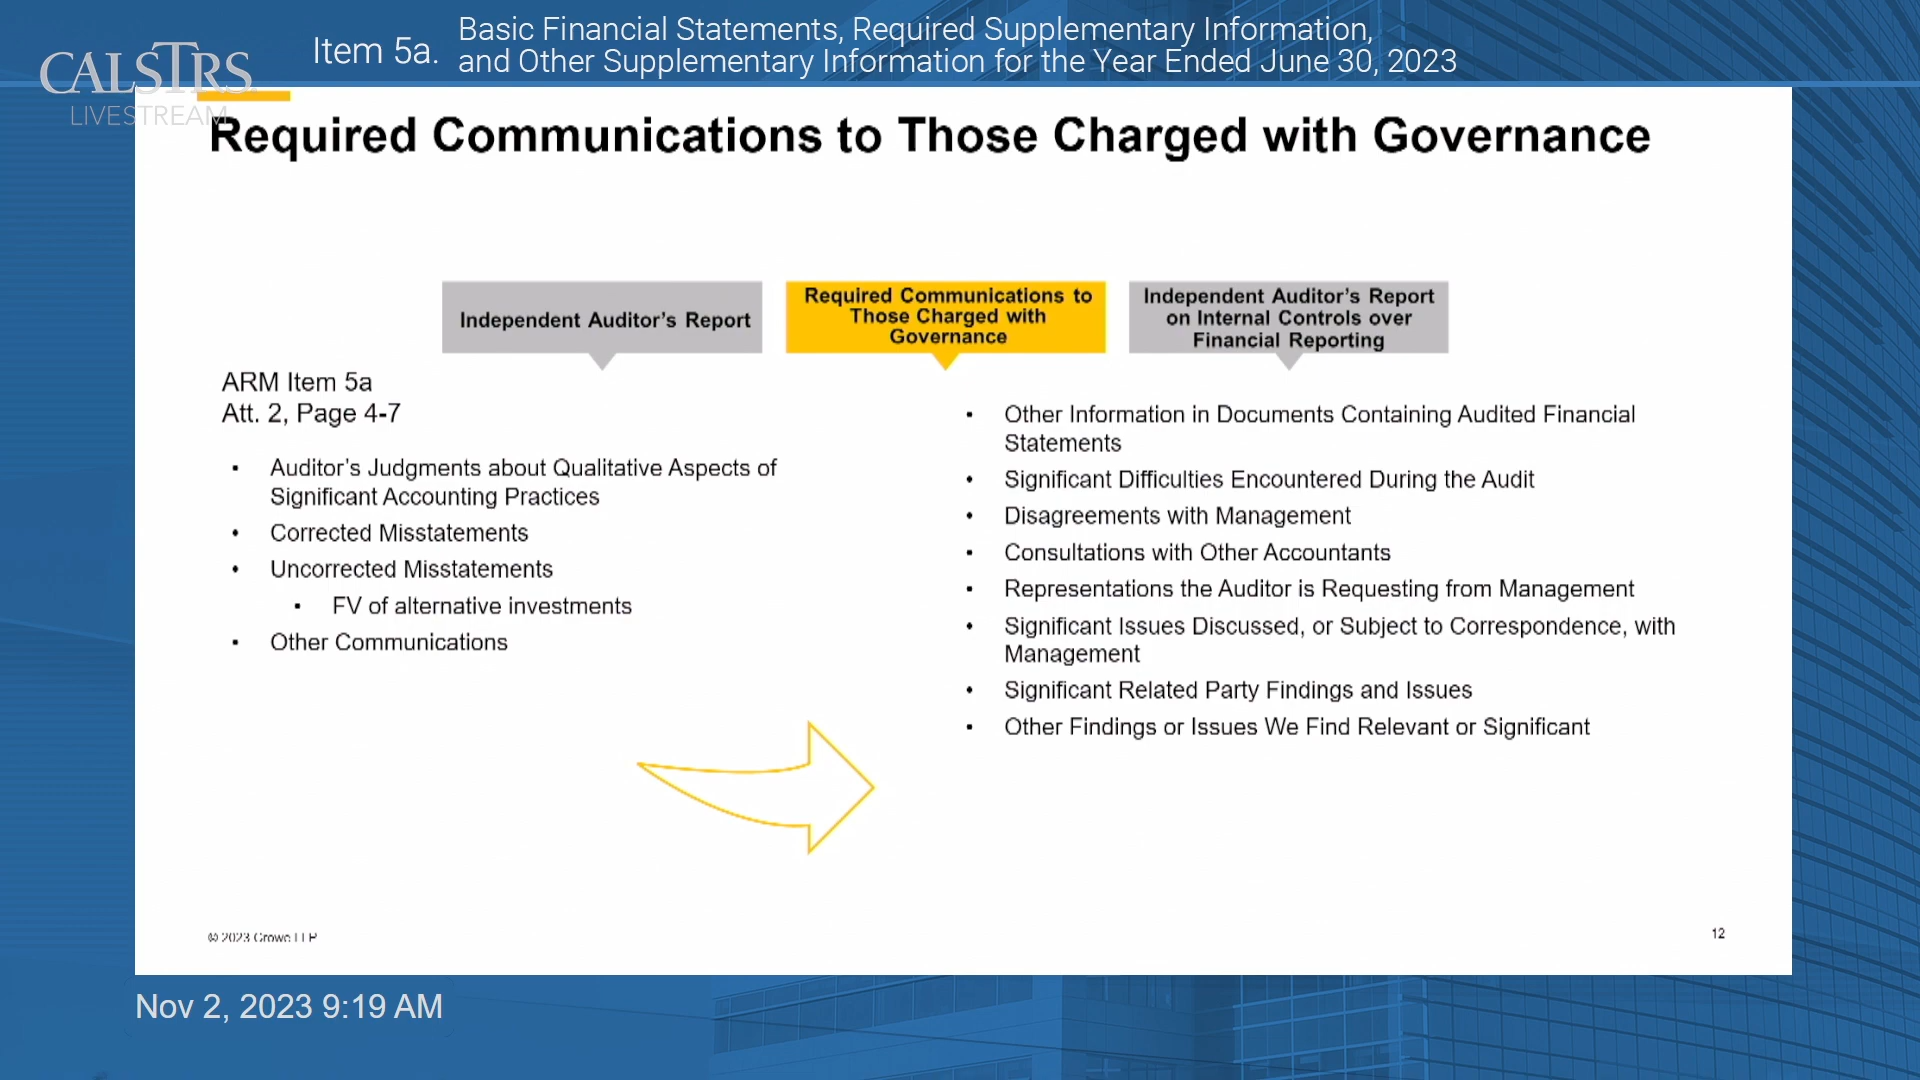 Item 5a.
Basic Financial Statements, Required Supplementary Information,
and Other Supplementary Information for the Year Ended June 30, 2023
CALSTRS
LIVESTREAM
Required Communications to Those Charged with Governance
Independent Auditor's Report
Required Communications to
Those Charged with
Governance
Independent Auditor's Report
on Internal Controls over
Financial Reporting
ARM Item 5a
Att. 2, Page 4-7
• Auditor's Judgments about Qualitative Aspects of
Significant Accounting Practices
• Corrected Misstatements
• Uncorrected Misstatements
• FV of alternative investments
• Other Communications
• Other Information in Documents Containing Audited Financial
Statements
• Significant Difficulties Encountered During the Audit
• Disagreements with Management
• Consultations with Other Accountants
• Representations the Auditor is Requesting from Management
• Significant Issues Discussed, or Subject to Correspondence, with
Management
• Significant Related Party Findings and Issues
• Other Findings or Issues We Find Relevant or Significant
© 2023 Crowe LLP
12
Nov 2, 2023 9:19 AM